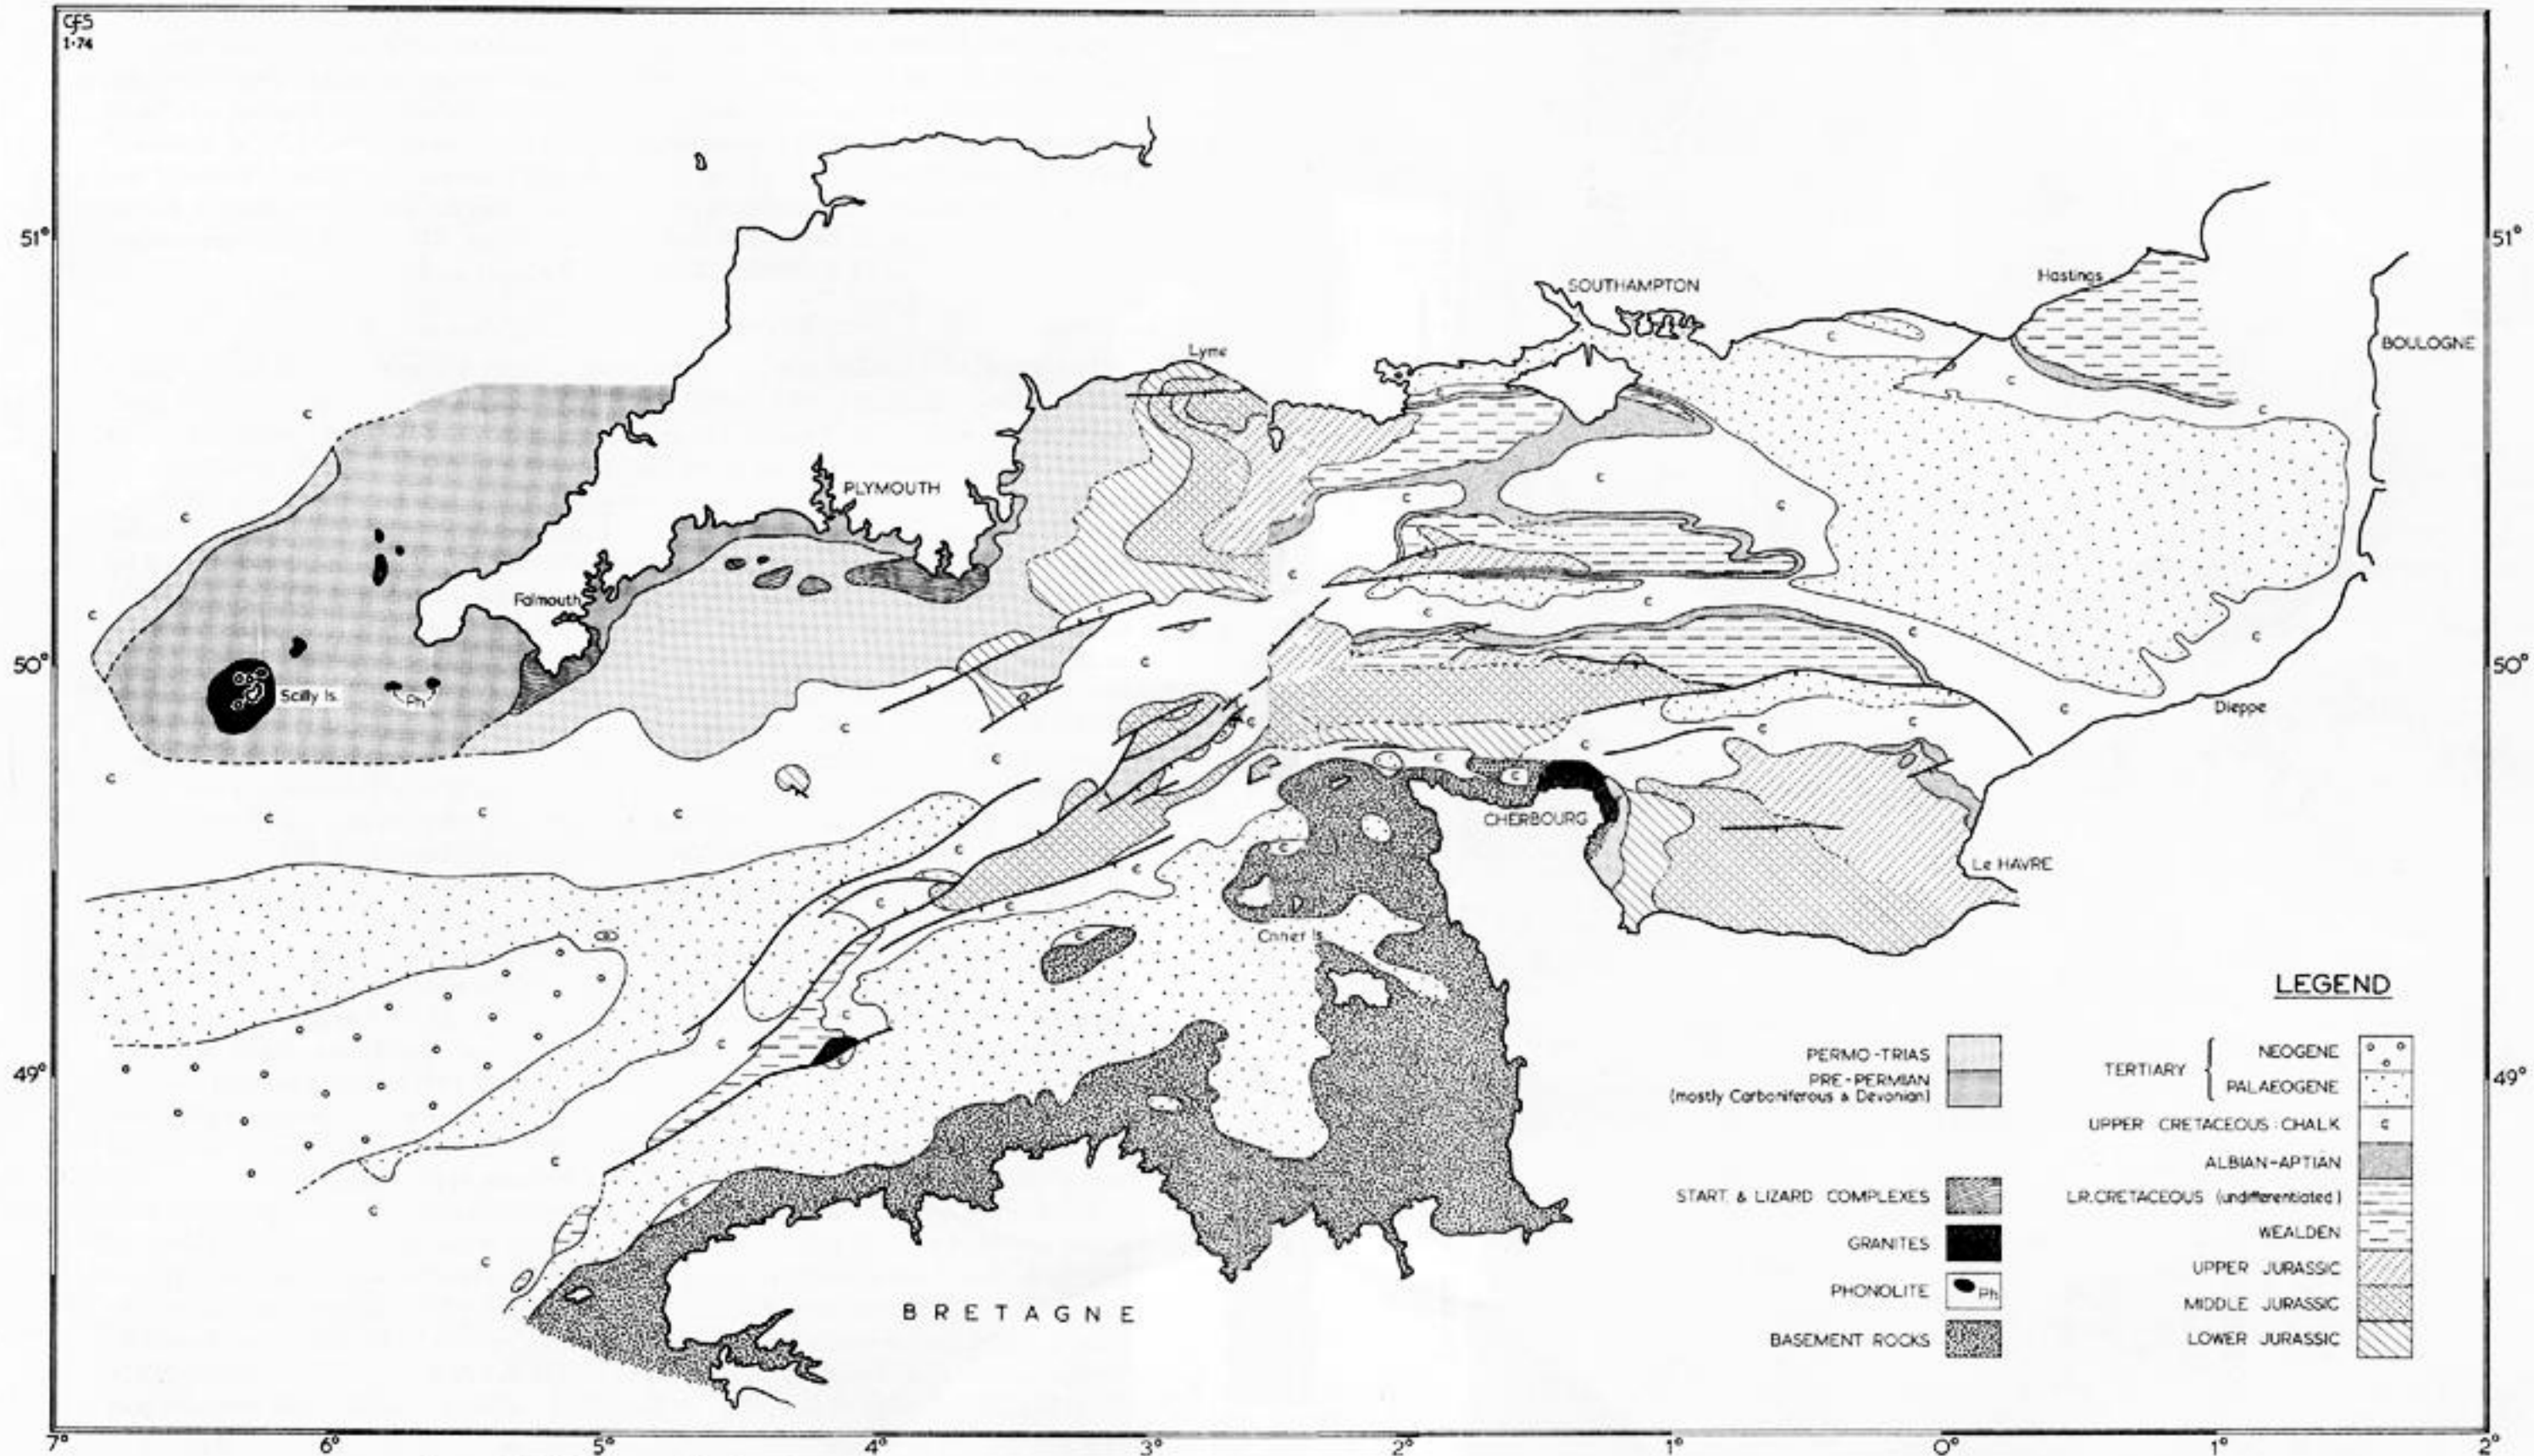 CFS
1·74
51°
51°
SOUTHAMPTON
Hastings
BOULOGNE
Lyme
c
c
c
c
PLYMOUTH
c
c
c
c
c
Falmouth
c
c
c
c
c
c
50°
50°
c
Scilly Is.
Ph
Dieppe
c
c
c
c
c
c
c
c
c
c
c
c
c
CHERBOURG
c
c
c
c
Le HAVRE
c
c
c
c
c
LEGEND
PERMO-TRIAS
PRE-PERMIAN
(mostly Carboniferous & Devonian)
START & LIZARD COMPLEXES
GRANITES
PHONOLITE
Ph
BASEMENT ROCKS
TERTIARY
NEOGENE
PALAEOGENE
UPPER CRETACEOUS : CHALK
c
ALBIAN-APTIAN
LR.CRETACEOUS (undifferentiated)
WEALDEN
UPPER JURASSIC
MIDDLE JURASSIC
LOWER JURASSIC
49°
49°
c
c
c
c
c
c
BRETAGNE
7°
6°
5°
4°
3°
2°
1°
0°
1°
2°